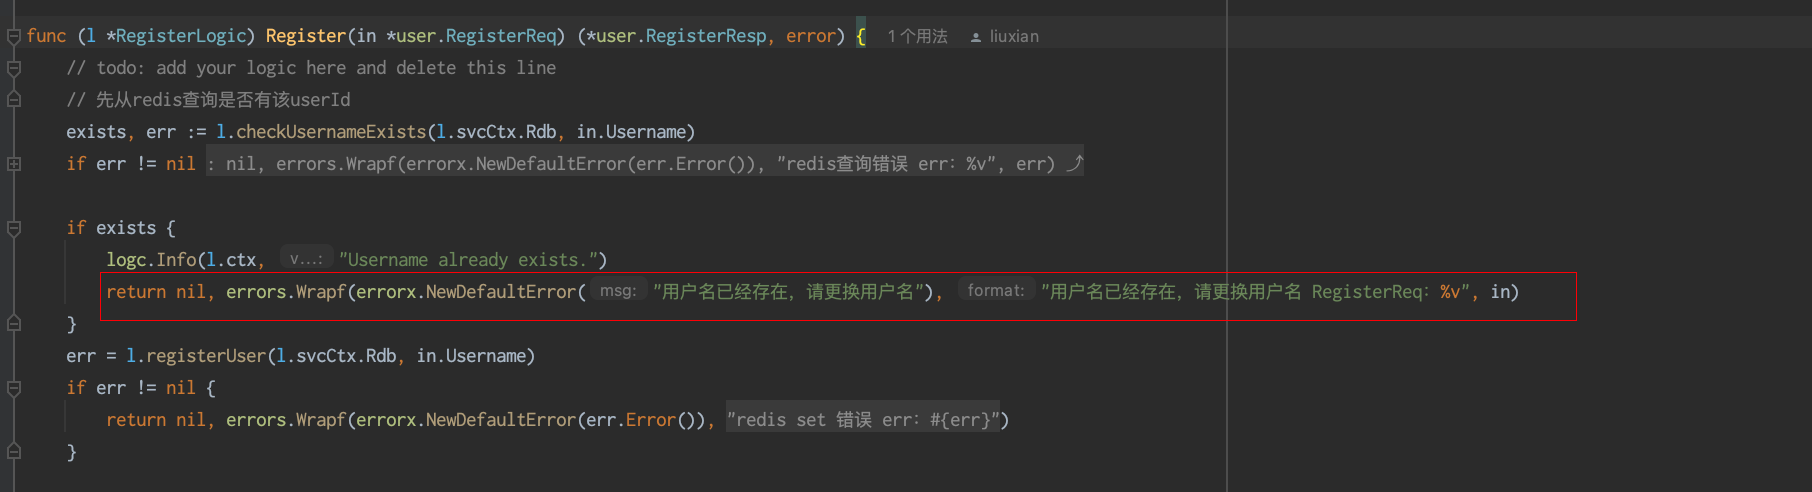 func (l *RegisterLogic) Register(in *user.RegisterReq) (*user.RegisterResp, error) { 1个用法 liuxian
// todo: add your logic here and delete this line
// 先从redis查询是否有该userId
exists, err := l.checkUsernameExists(l.svcCtx.Rdb, in.Username)
if err != nil : nil, errors.Wrapf(errorx.NewDefaultError(err.Error()), "redis查询错误 err: %v", err) ⤴
if exists {
logc.Info(l.ctx, v...: "Username already exists.")
return nil, errors.Wrapf(errorx.NewDefaultError( msg: "用户名已经存在，请更换用户名"), format: "用户名已经存在，请更换用户名 RegisterReq: %v", in)
}
err = l.registerUser(l.svcCtx.Rdb, in.Username)
if err != nil {
return nil, errors.Wrapf(errorx.NewDefaultError(err.Error()), "redis set 错误 err: #{err}")
}